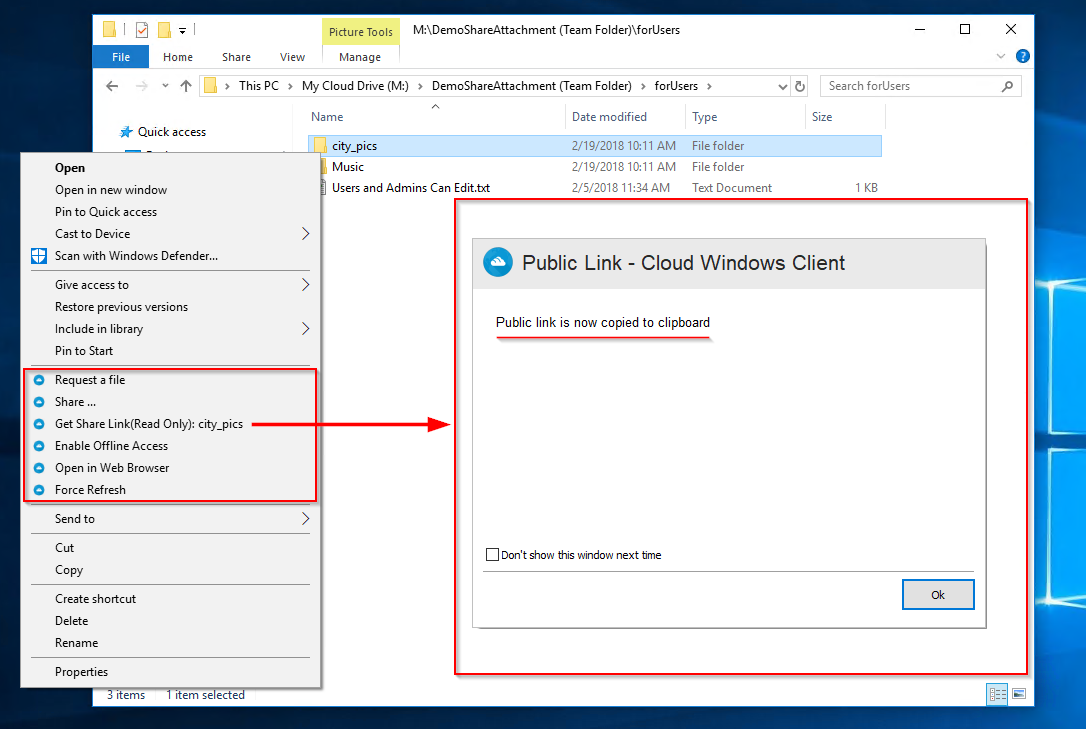 Picture Tools
M:\DemoShareAttachment (Team Folder)\forUsers
File
Home
Share
View
Manage
This PC
My Cloud Drive (M:)
DemoShareAttachment (Team Folder)
forUsers
Search forUsers
Name
Date modified
Type
Size
Quick access
city_pics 2/19/2018 10:11 AM File folder
Music 2/19/2018 10:11 AM File folder
Users and Admins Can Edit.txt 2/5/2018 11:34 AM Text Document 1 KB
Open
Open in new window
Pin to Quick access
Cast to Device
Scan with Windows Defender...
Give access to
Restore previous versions
Include in library
Pin to Start
Request a file
Share ...
Get Share Link(Read Only): city_pics
Enable Offline Access
Open in Web Browser
Force Refresh
Send to
Cut
Copy
Create shortcut
Delete
Rename
Properties
Public Link - Cloud Windows Client
Public link is now copied to clipboard
Don't show this window next time
Ok
3 items 1 item selected